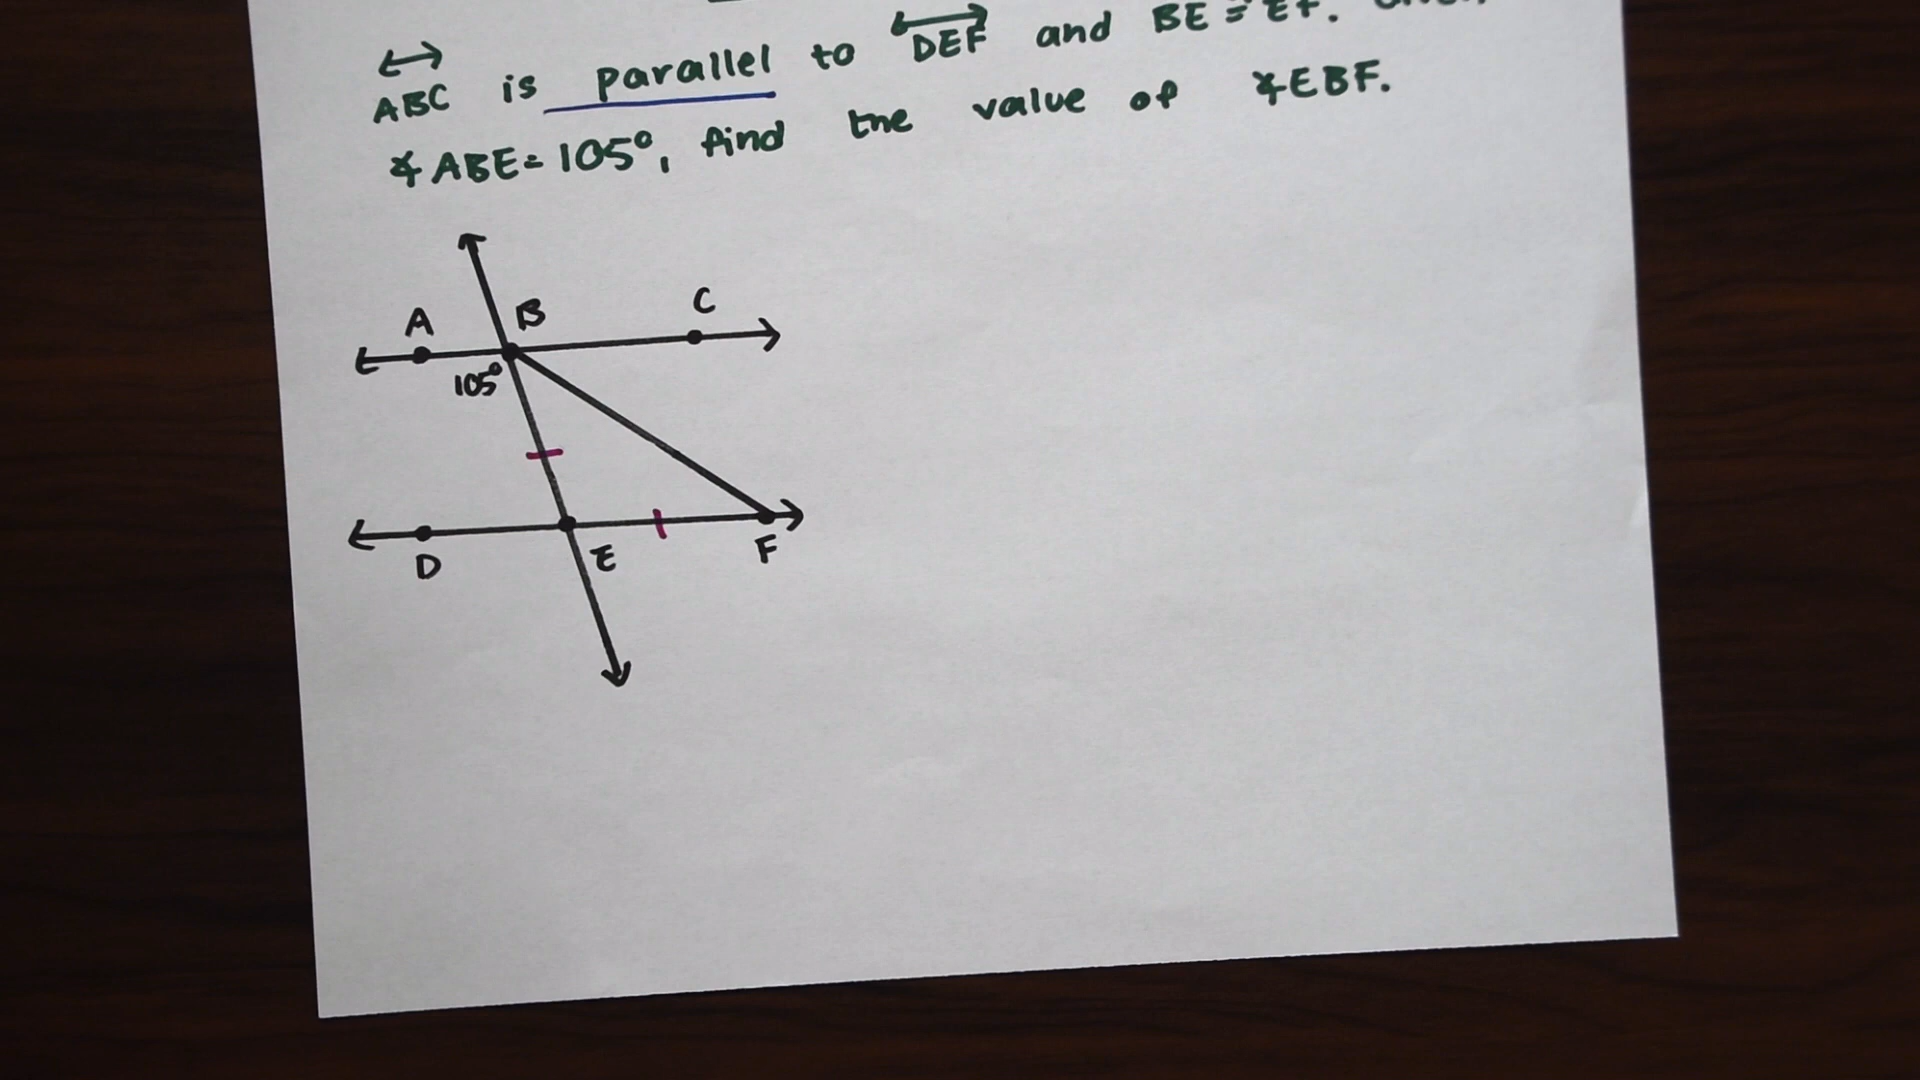 ABC is parallel to DEF and BE = EF.
∡ABE = 105°, find the value of ∡EBF.
A B C
105°
D E F